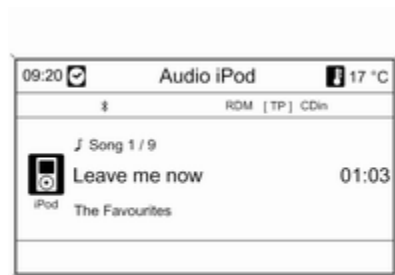 09:20 Audio iPod 17 °C
RDM [TP] CDin
Song 1 / 9
Leave me now 01:03
iPod
The Favourites